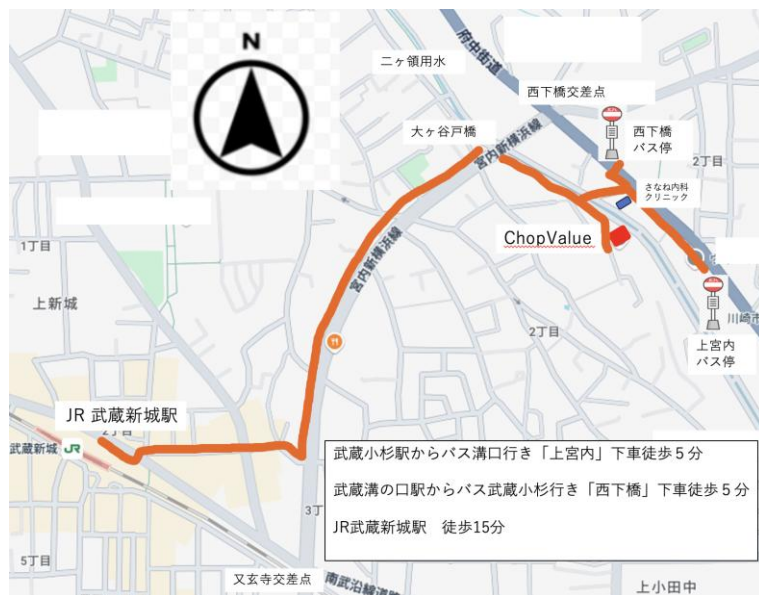 N
二ヶ領用水
府中街道
西下橋交差点
西下橋
バス停
大ヶ谷戸橋
宮内新横浜線
2丁目
さなね内科
クリニック
ChopValue
宮内新横浜線
1丁目
上新城
2丁目
川崎市
上宮内
バス停
JR 武蔵新城駅
2丁目
武蔵新城
JR
武蔵小杉駅からバス溝口行き「上宮内」下車徒歩５分
武蔵溝の口駅からバス武蔵小杉行き「西下橋」下車徒歩５分
JR武蔵新城駅 徒歩15分
3丁
5丁目
又玄寺交差点
南武沿線道路
上小田中